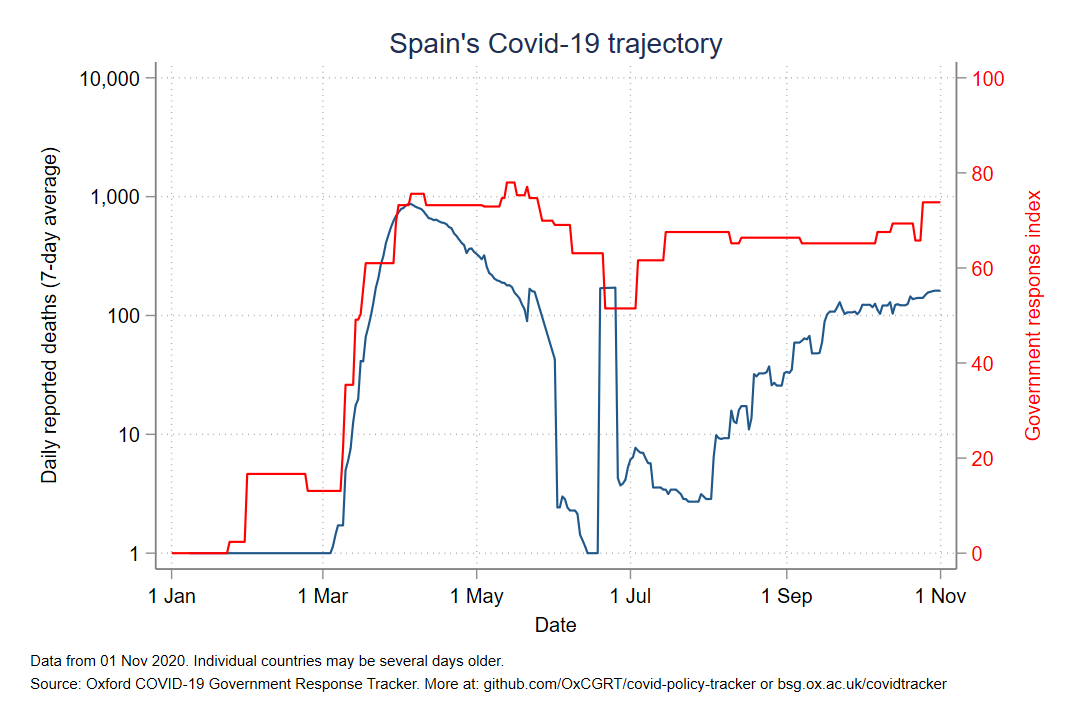 Spain's Covid-19 trajectory
10,000
1,000
100
10
1
Daily reported deaths (7-day average)
100
80
60
40
20
0
Government response index
1 Jan 1 Mar 1 May 1 Jul 1 Sep 1 Nov
Date
Data from 01 Nov 2020. Individual countries may be several days older.
Source: Oxford COVID-19 Government Response Tracker. More at: github.com/OxCGRT/covid-policy-tracker or bsg.ox.ac.uk/covidtracker